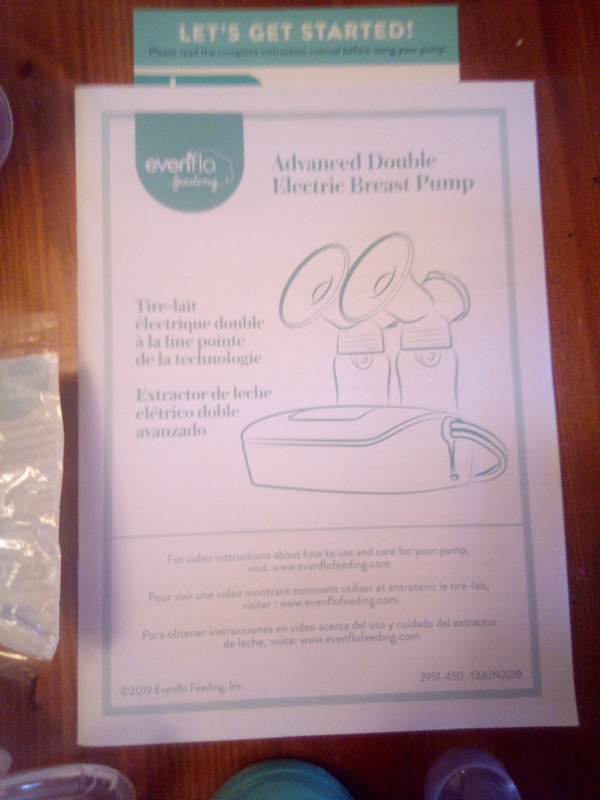 LET'S GET STARTED!
Please read the complete instruction manual before using your pump.
evenflo
feeding
Advanced Double
Electric Breast Pump
Tire-lait
électrique double
à la fine pointe
de la technologie
Extractor de leche
elétrico doble
avanzado
For video instructions about how to use and care for your pump,
visit: www.evenflofeeding.com
Pour voir une vidéo montrant comment utiliser et entretenir le tire-lait,
visiter : www.evenflofeeding.com
Para obtener instrucciones en video acerca del uso y cuidado del extractor
de leche, visite: www.evenflofeeding.com
©2019 Evenflo Feeding, Inc.
2951-450 13JUN2019